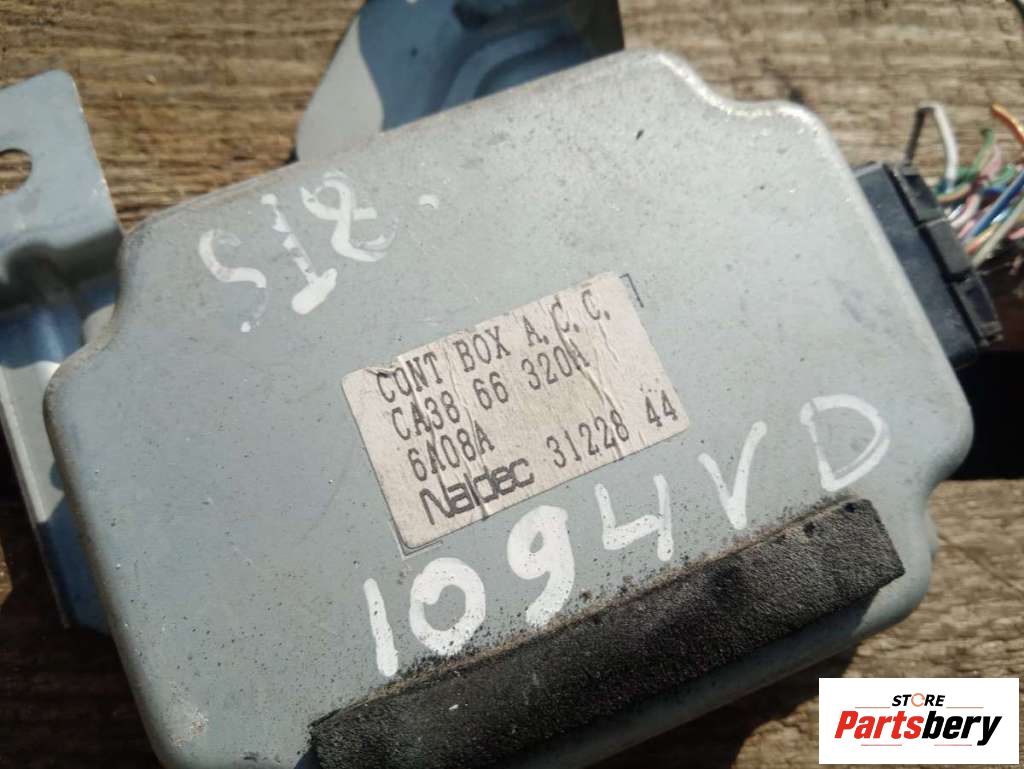 S18.
CONT BOX A.C.C.
CA38 66 320A
6A08A
Naldec 31228 44
1094VD
STORE
Partsbery